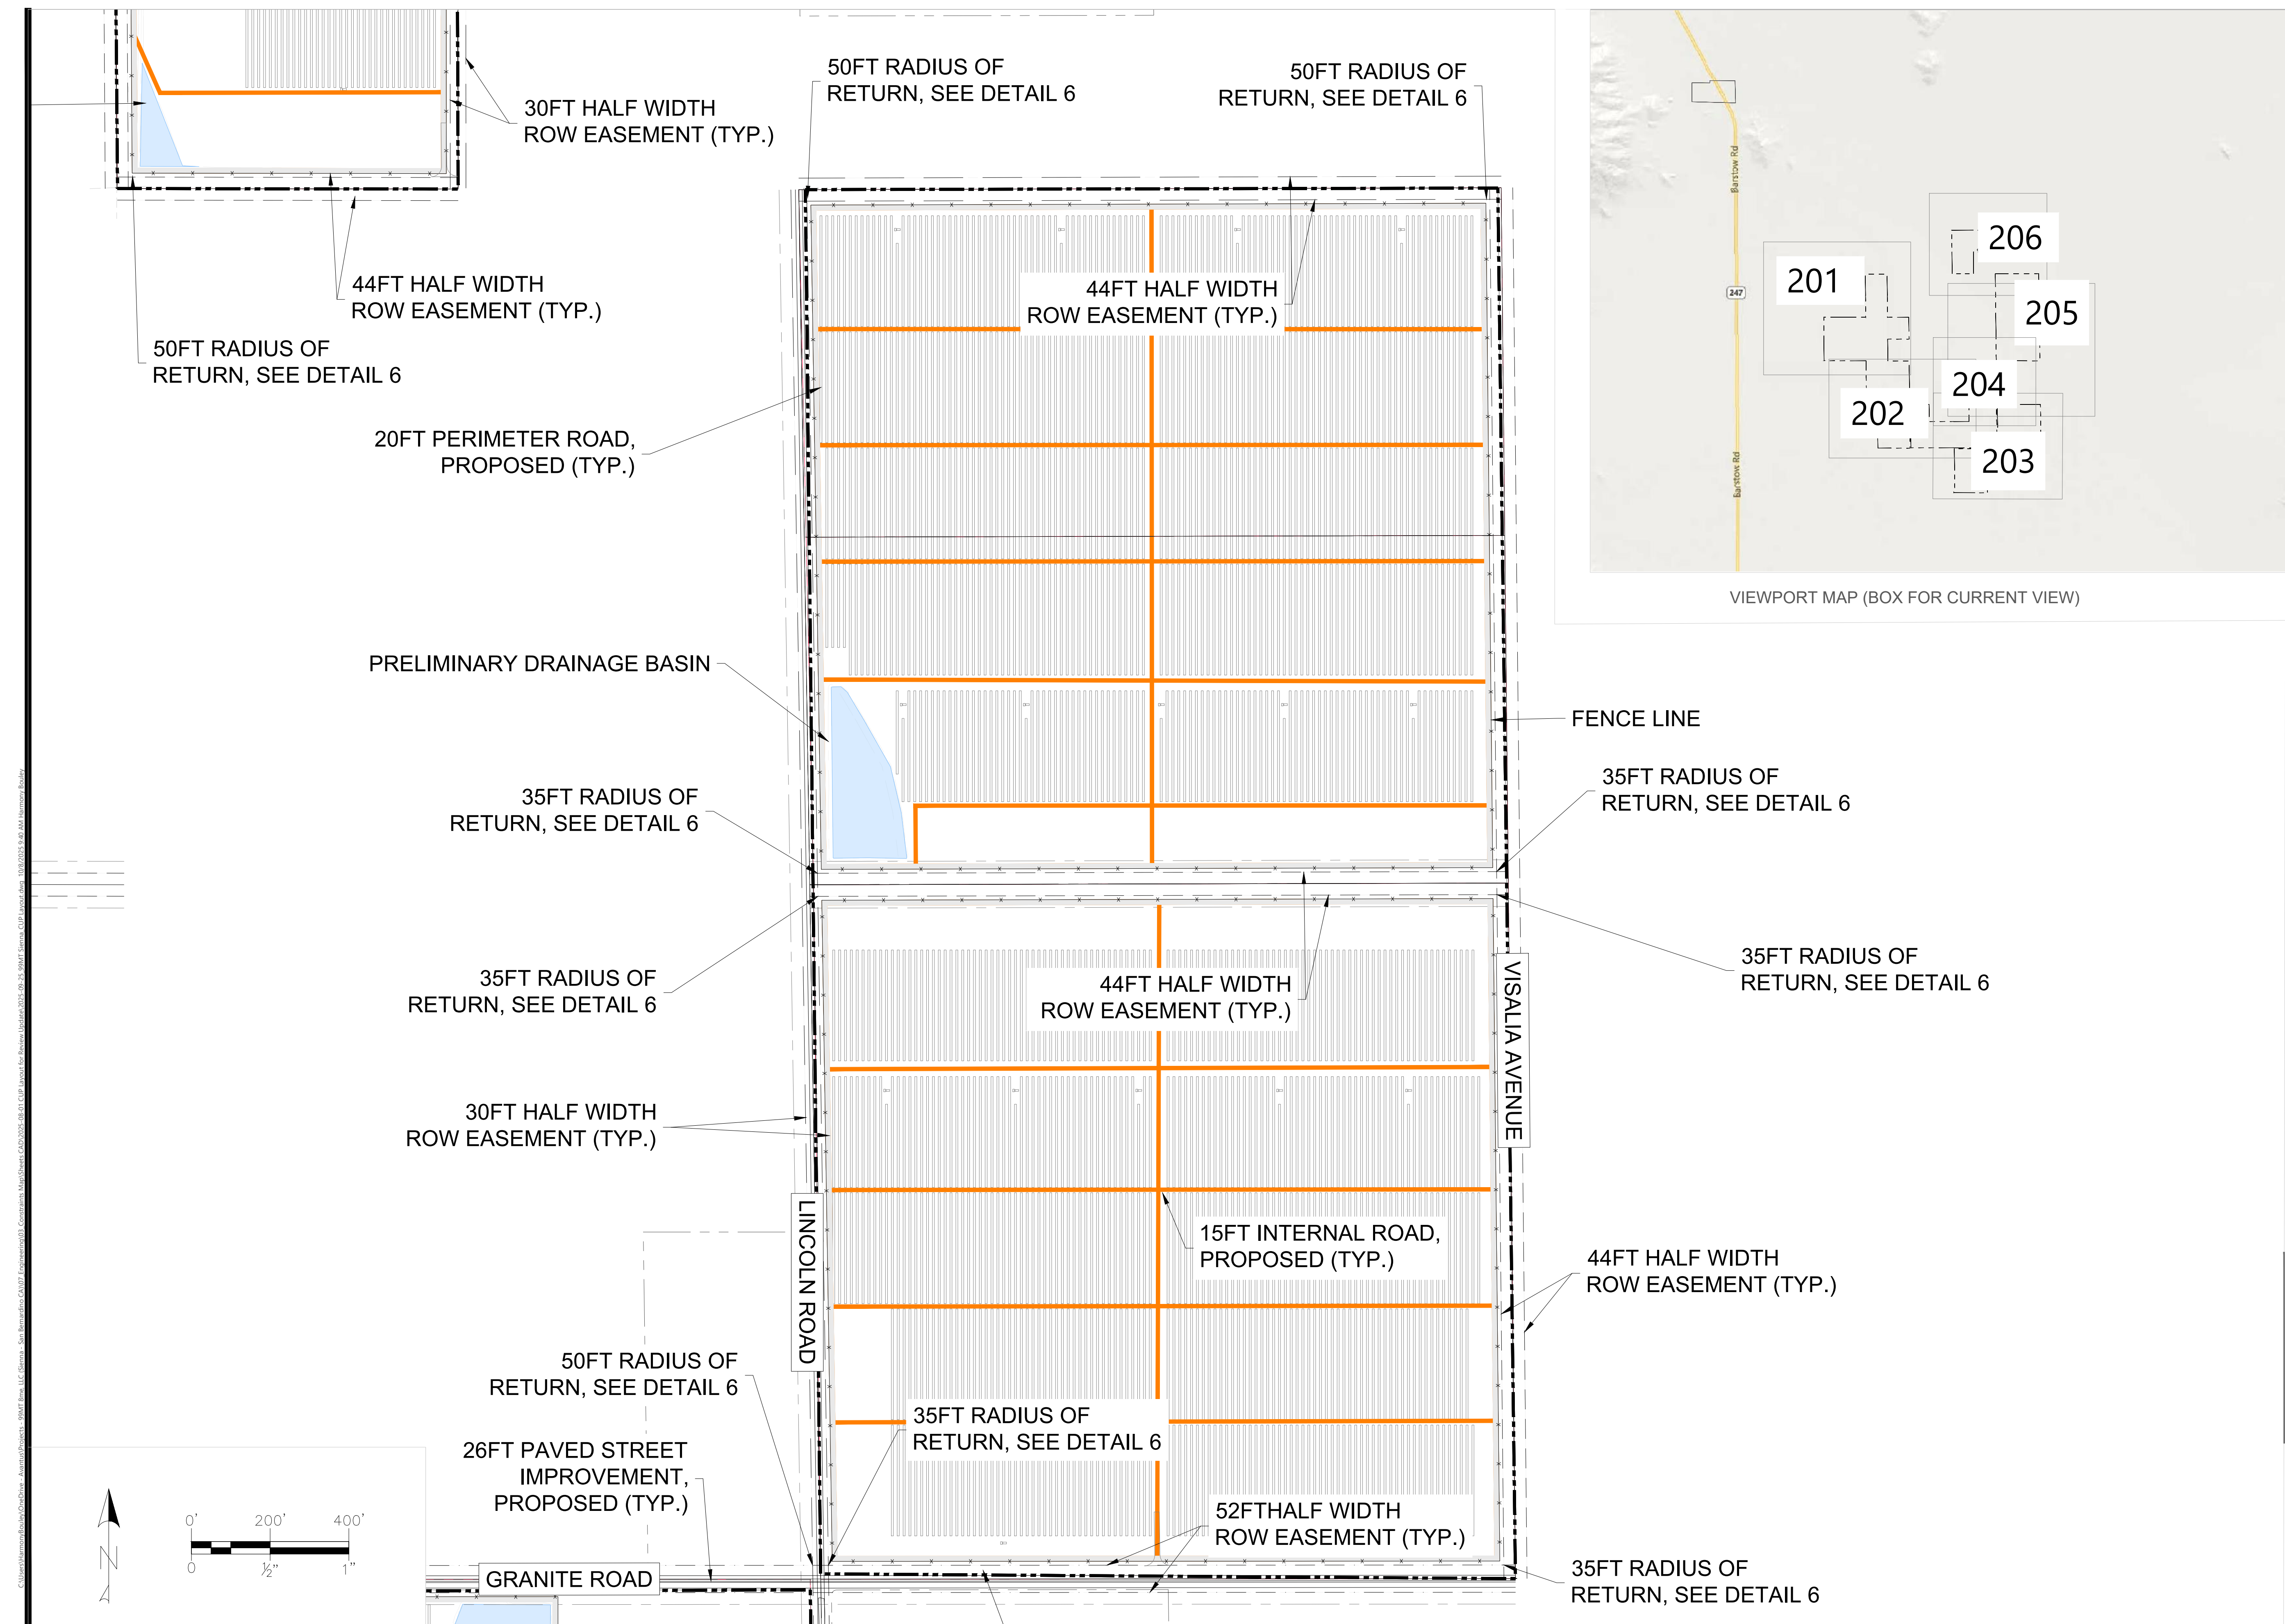 50FT RADIUS OF
RETURN, SEE DETAIL 6
50FT RADIUS OF
RETURN, SEE DETAIL 6
30FT HALF WIDTH
ROW EASEMENT (TYP.)
44FT HALF WIDTH
ROW EASEMENT (TYP.)
50FT RADIUS OF
RETURN, SEE DETAIL 6
44FT HALF WIDTH
ROW EASEMENT (TYP.)
20FT PERIMETER ROAD,
PROPOSED (TYP.)
Barstow Rd
247
Barstow Rd
206
201
205
204
202
203
VIEWPORT MAP (BOX FOR CURRENT VIEW)
PRELIMINARY DRAINAGE BASIN
FENCE LINE
35FT RADIUS OF
RETURN, SEE DETAIL 6
35FT RADIUS OF
RETURN, SEE DETAIL 6
35FT RADIUS OF
RETURN, SEE DETAIL 6
44FT HALF WIDTH
ROW EASEMENT (TYP.)
35FT RADIUS OF
RETURN, SEE DETAIL 6
VISALIA AVENUE
30FT HALF WIDTH
ROW EASEMENT (TYP.)
LINCOLN ROAD
15FT INTERNAL ROAD,
PROPOSED (TYP.)
44FT HALF WIDTH
ROW EASEMENT (TYP.)
50FT RADIUS OF
RETURN, SEE DETAIL 6
35FT RADIUS OF
RETURN, SEE DETAIL 6
26FT PAVED STREET
IMPROVEMENT,
PROPOSED (TYP.)
52FTHALF WIDTH
ROW EASEMENT (TYP.)
35FT RADIUS OF
RETURN, SEE DETAIL 6
GRANITE ROAD
N
0' 200' 400'
0 ½" 1"